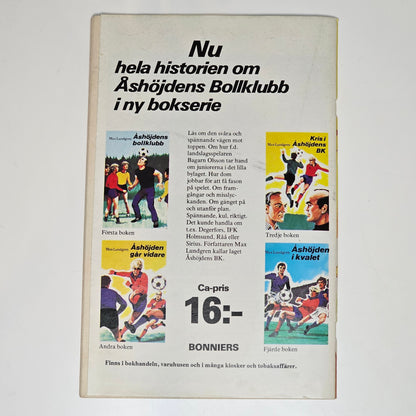 Nu
hela historien om
Åshöjdens Bollklubb
i ny bokserie
Max Lundgren
Åshöjdens
bollklubb
Första boken
Max Lundgren
Åshöjden
går vidare
Andra boken
Läs om den svåra och
spännande vägen mot
toppen. Om hur f.d.
landslagsspelaren
Bagarn Olsson tar hand
om juniorerna i det lilla
bylaget. Hur dom
jobbar för att få fason
på spelet. Om fram-
gångar och missly-
kanden. Om gänget på
och utanför plan.
Spännande, kul, riktigt.
Det kunde handla om
t.ex. Degerfors, IFK
Holmsund, Råå eller
Sirius. Författaren Max
Lundgren kallar laget
Åshöjdens BK.
Ca-pris
16:-
BONNIERS
Kris i
Åshöjdens
BK
Max Lundgren
Tredje boken
Max Lundgren
Åshöjden
i kvalet
Fjärde boken
Finns i bokhandeln, varuhusen och i många kiosker och tobaksaffärer.